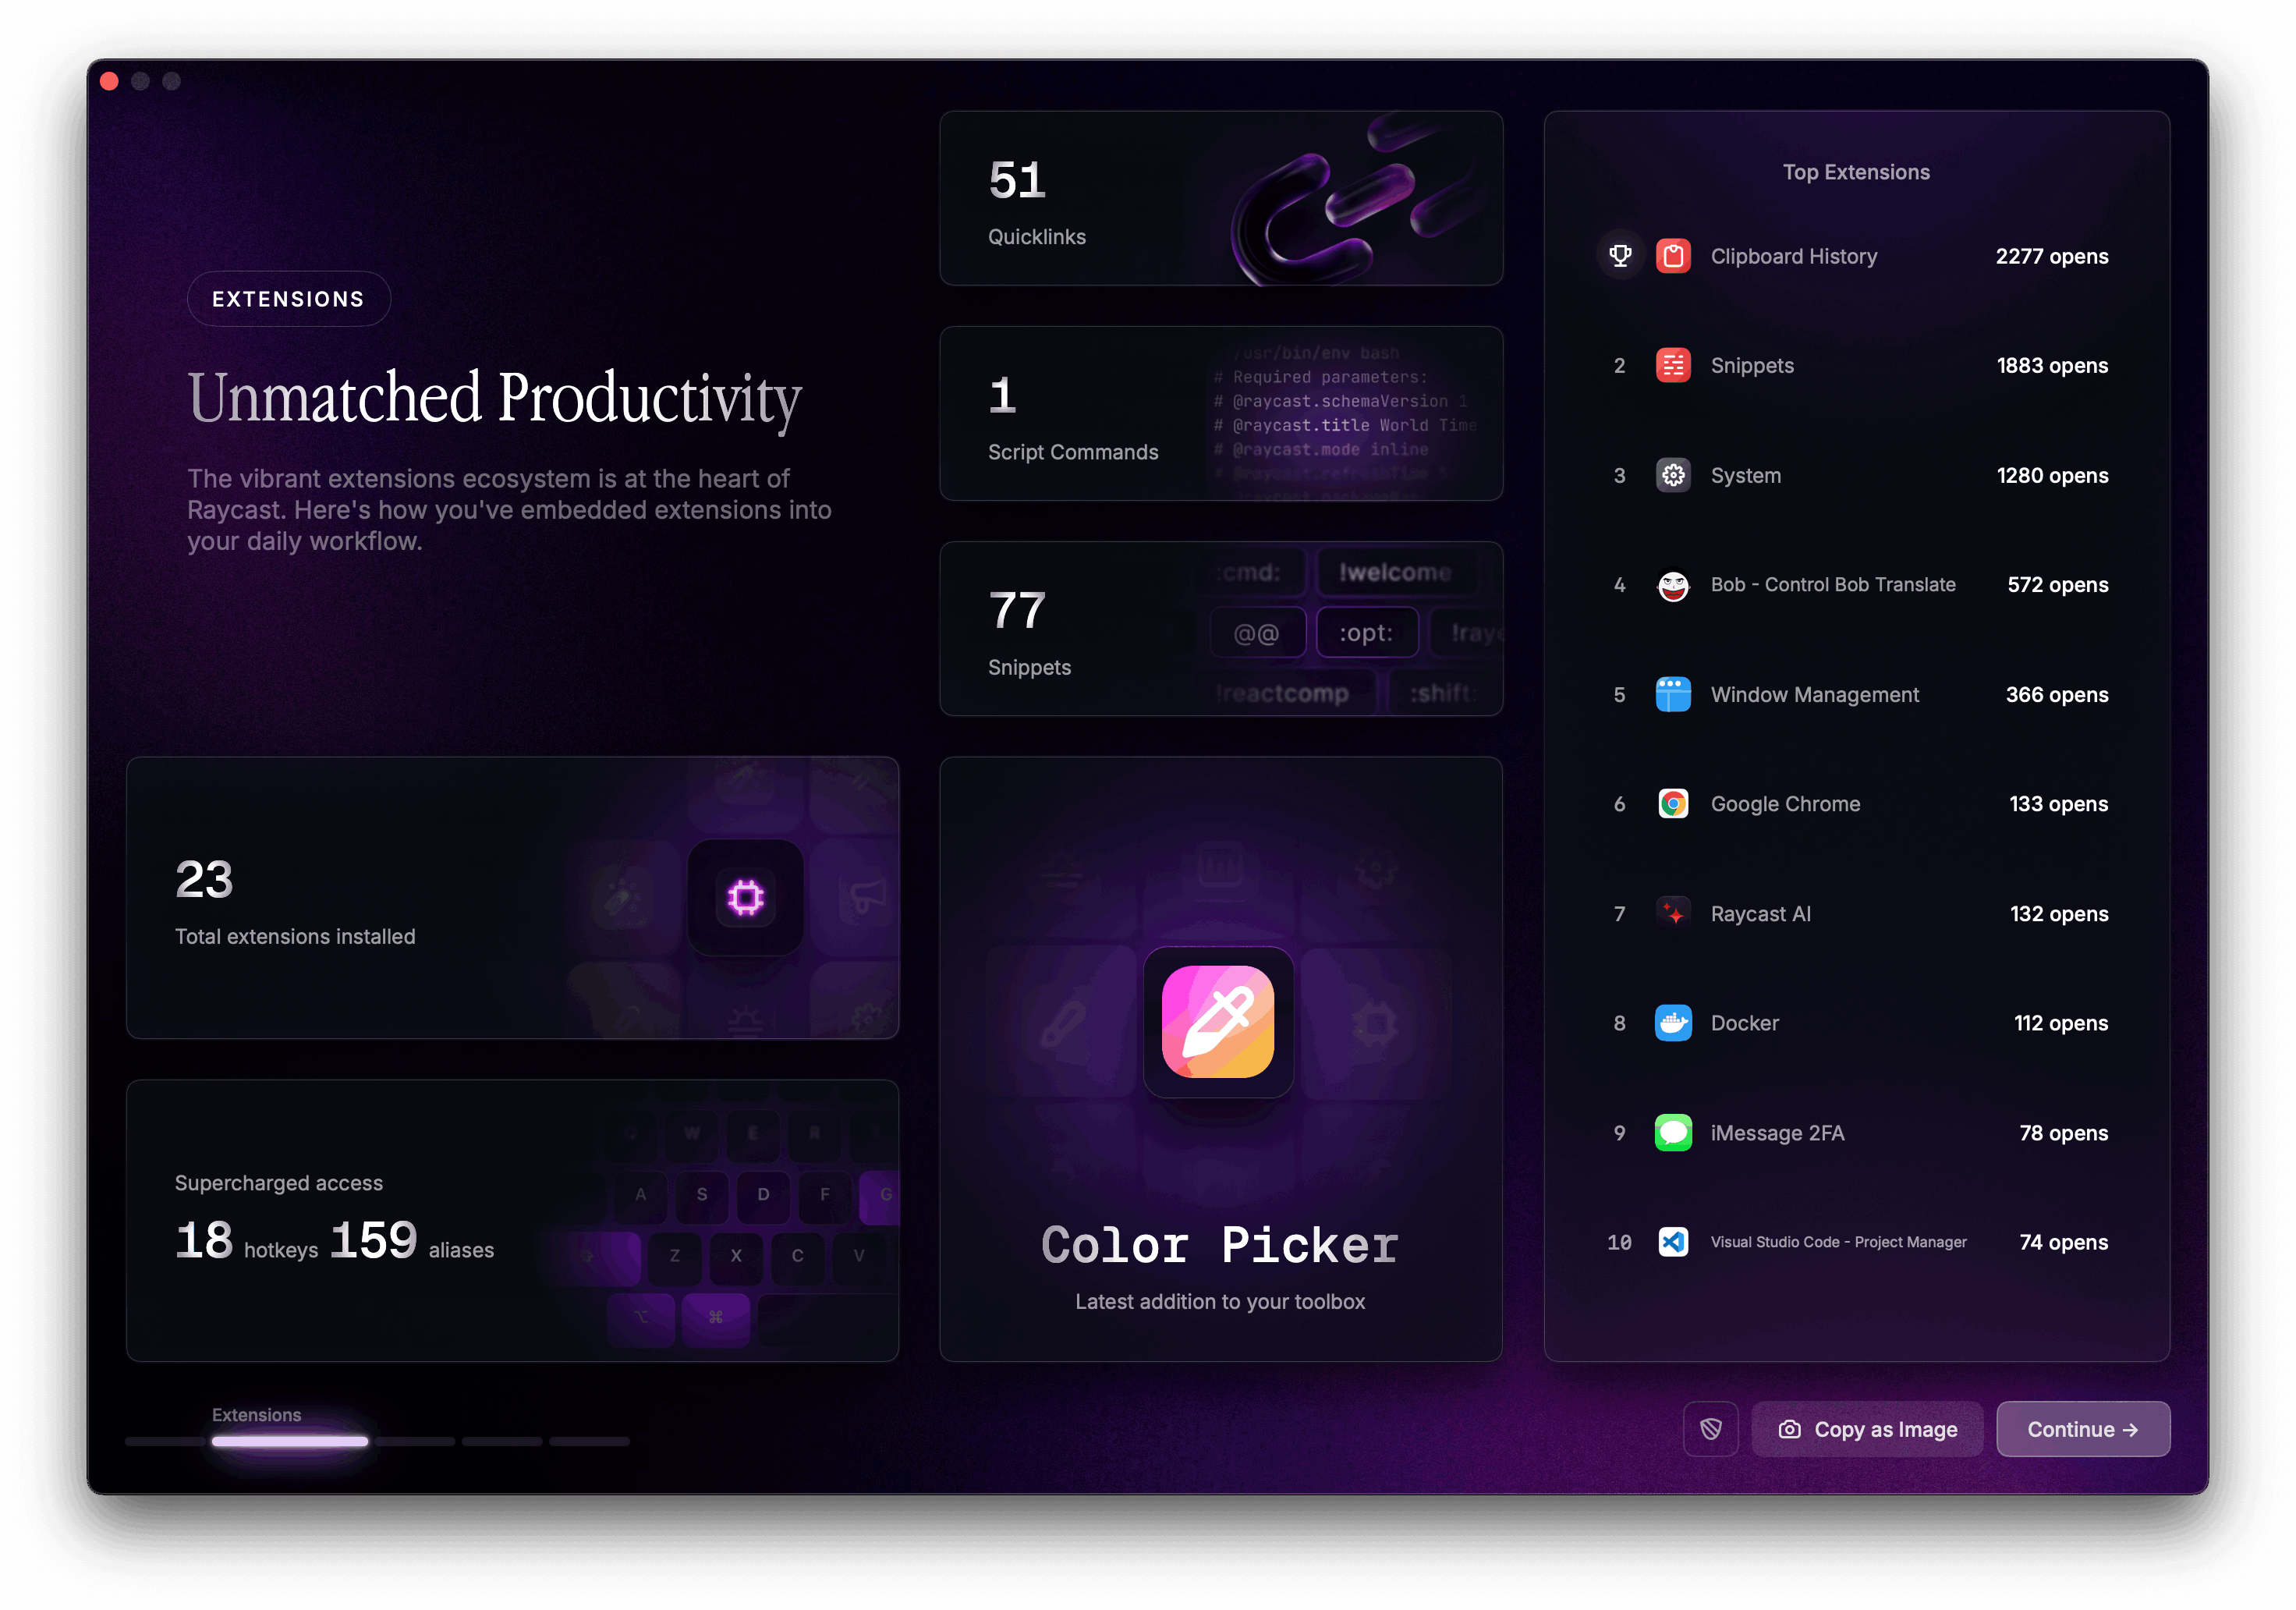 EXTENSIONS
Unmatched Productivity
The vibrant extensions ecosystem is at the heart of
Raycast. Here's how you've embedded extensions into
your daily workflow.
23
Total extensions installed
Supercharged access
18 hotkeys 159 aliases
W E R
A S D F G
Z X C V
⌥ ⌘
51
Quicklinks
1
Script Commands
/usr/bin/env bash
# Required parameters:
# @raycast.schemaVersion 1
# @raycast.title World Time
# @raycast.mode inline
# @raycast.refreshTime 5
77
Snippets
:cmd: !welcome
@@ :opt: !rayc
!reactcomp :shift:
Color Picker
Latest addition to your toolbox
Top Extensions
Clipboard History 2277 opens
2 Snippets 1883 opens
3 System 1280 opens
4 Bob - Control Bob Translate 572 opens
5 Window Management 366 opens
6 Google Chrome 133 opens
7 Raycast AI 132 opens
8 Docker 112 opens
9 iMessage 2FA 78 opens
10 Visual Studio Code - Project Manager 74 opens
Extensions
Copy as Image
Continue →